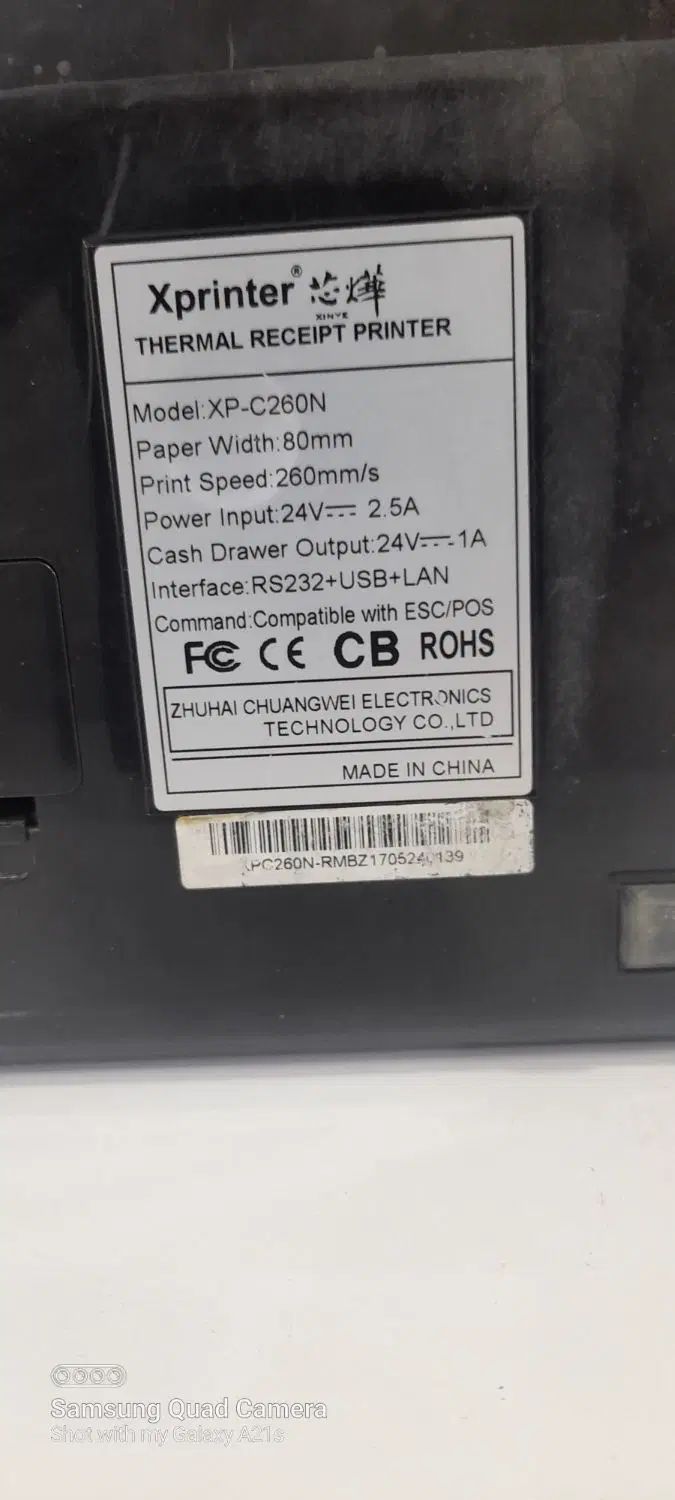 Xprinter® 芯烨
XINYE
THERMAL RECEIPT PRINTER
Model:XP-C260N
Paper Width:80mm
Print Speed:260mm/s
Power Input:24V⎓ 2.5A
Cash Drawer Output:24V⎓1A
Interface:RS232+USB+LAN
Command:Compatible with ESC/POS
FC CE CB ROHS
ZHUHAI CHUANGWEI ELECTRONICS
TECHNOLOGY CO.,LTD
MADE IN CHINA
Samsung Quad Camera
Shot with my Galaxy A21s